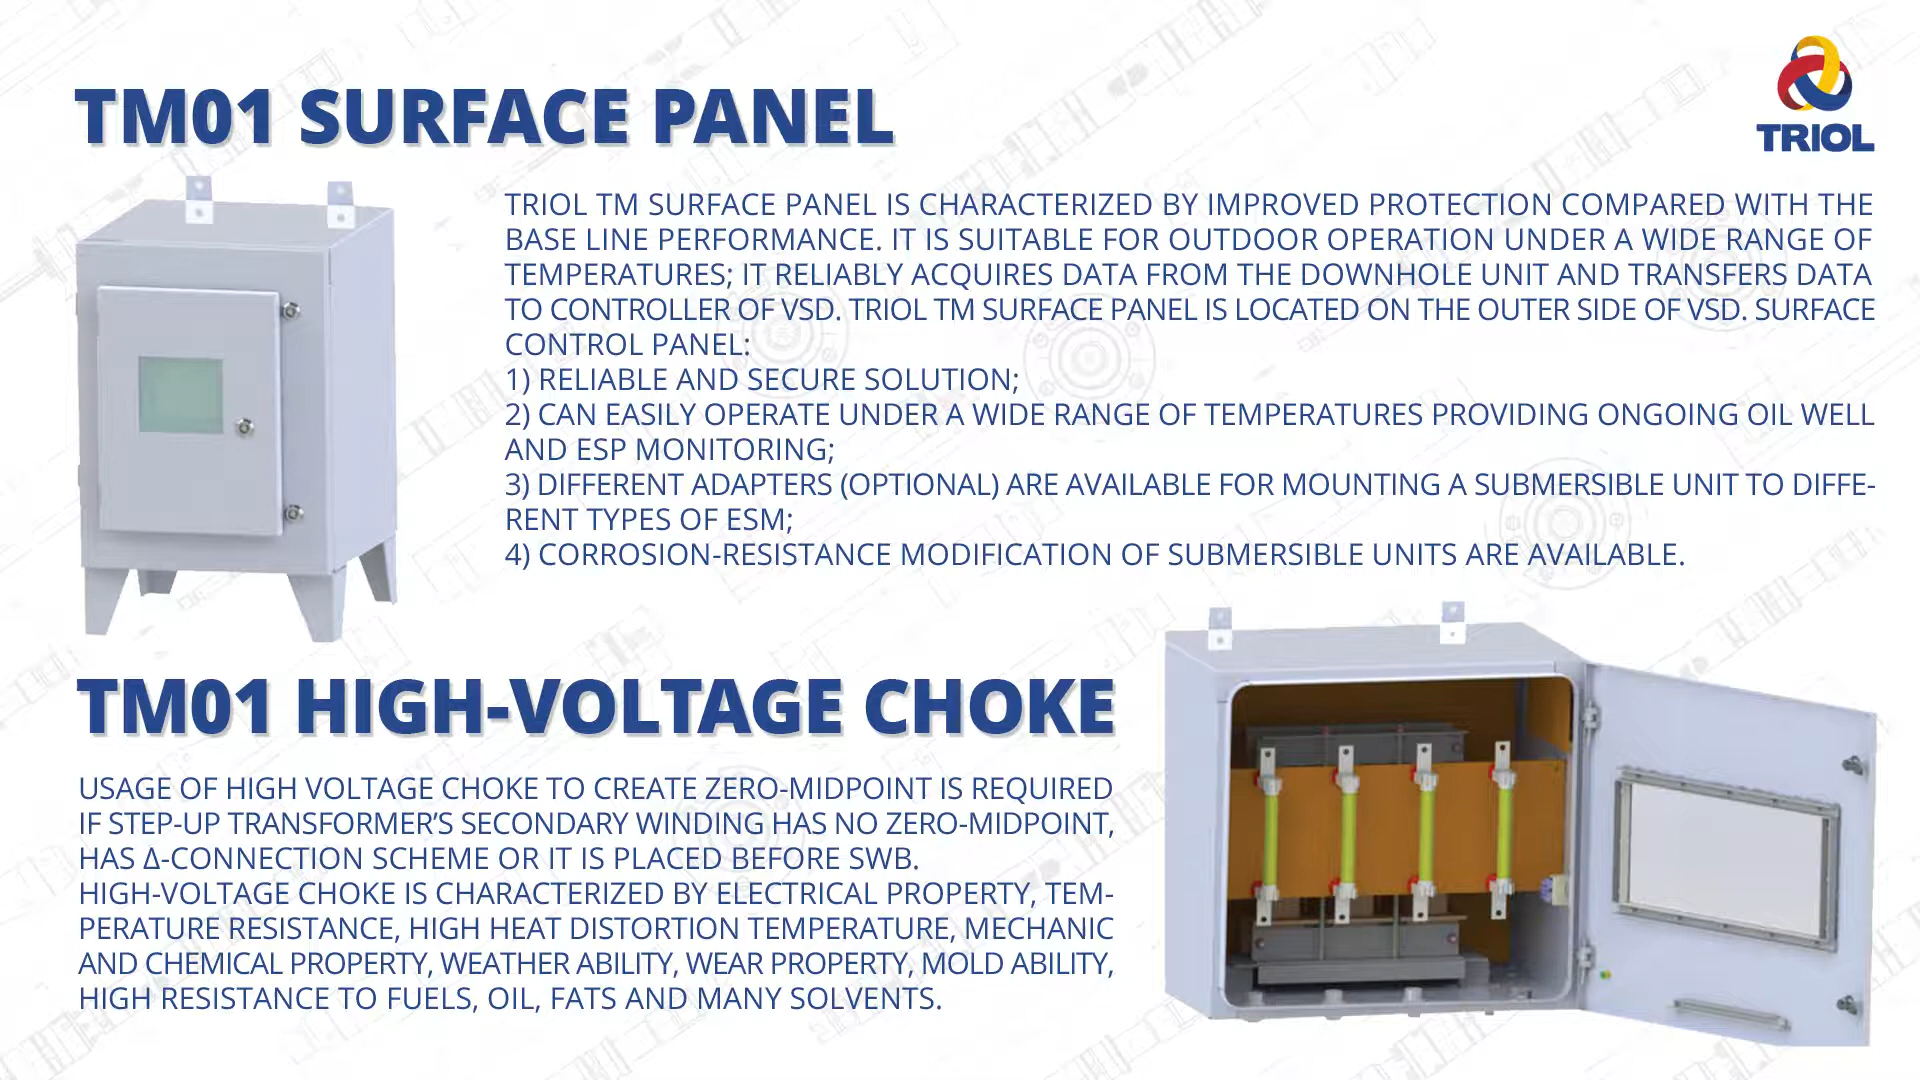 TM01 SURFACE PANEL
TRIOL
TRIOL TM SURFACE PANEL IS CHARACTERIZED BY IMPROVED PROTECTION COMPARED WITH THE
BASE LINE PERFORMANCE. IT IS SUITABLE FOR OUTDOOR OPERATION UNDER A WIDE RANGE OF
TEMPERATURES; IT RELIABLY ACQUIRES DATA FROM THE DOWNHOLE UNIT AND TRANSFERS DATA
TO CONTROLLER OF VSD. TRIOL TM SURFACE PANEL IS LOCATED ON THE OUTER SIDE OF VSD. SURFACE
CONTROL PANEL:
1) RELIABLE AND SECURE SOLUTION;
2) CAN EASILY OPERATE UNDER A WIDE RANGE OF TEMPERATURES PROVIDING ONGOING OIL WELL
AND ESP MONITORING;
3) DIFFERENT ADAPTERS (OPTIONAL) ARE AVAILABLE FOR MOUNTING A SUBMERSIBLE UNIT TO DIFFE-
RENT TYPES OF ESM;
4) CORROSION-RESISTANCE MODIFICATION OF SUBMERSIBLE UNITS ARE AVAILABLE.
TM01 HIGH-VOLTAGE CHOKE
USAGE OF HIGH VOLTAGE CHOKE TO CREATE ZERO-MIDPOINT IS REQUIRED
IF STEP-UP TRANSFORMER’S SECONDARY WINDING HAS NO ZERO-MIDPOINT,
HAS Δ-CONNECTION SCHEME OR IT IS PLACED BEFORE SWB.
HIGH-VOLTAGE CHOKE IS CHARACTERIZED BY ELECTRICAL PROPERTY, TEM-
PERATURE RESISTANCE, HIGH HEAT DISTORTION TEMPERATURE, MECHANIC
AND CHEMICAL PROPERTY, WEATHER ABILITY, WEAR PROPERTY, MOLD ABILITY,
HIGH RESISTANCE TO FUELS, OIL, FATS AND MANY SOLVENTS.